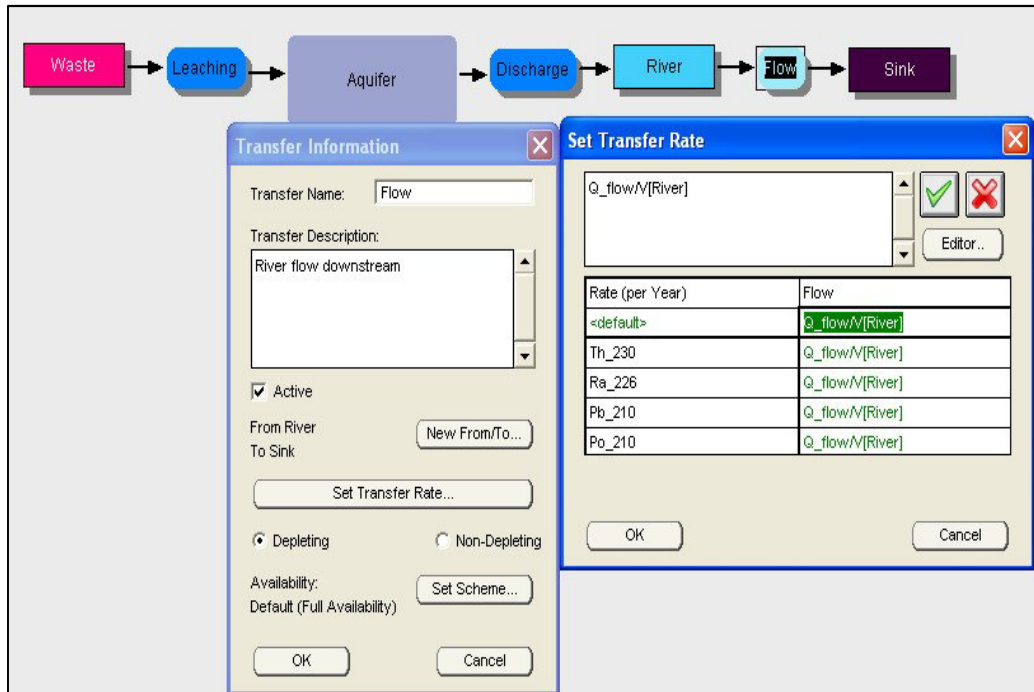 Waste
Leaching
Aquifer
Discharge
River
Flow
Sink
Transfer Information
Transfer Name:
Flow
Transfer Description:
River flow downstream
Active
From River
To Sink
New From/To...
Set Transfer Rate...
Depleting
Non-Depleting
Availability:
Default (Full Availability)
Set Scheme...
OK
Cancel
Set Transfer Rate
Q_flow/V[River]
Editor..
Rate (per Year)
Flow
<default>
Q_flow/V[River]
Th_230
Q_flow/V[River]
Ra_226
Q_flow/V[River]
Pb_210
Q_flow/V[River]
Po_210
Q_flow/V[River]
OK
Cancel